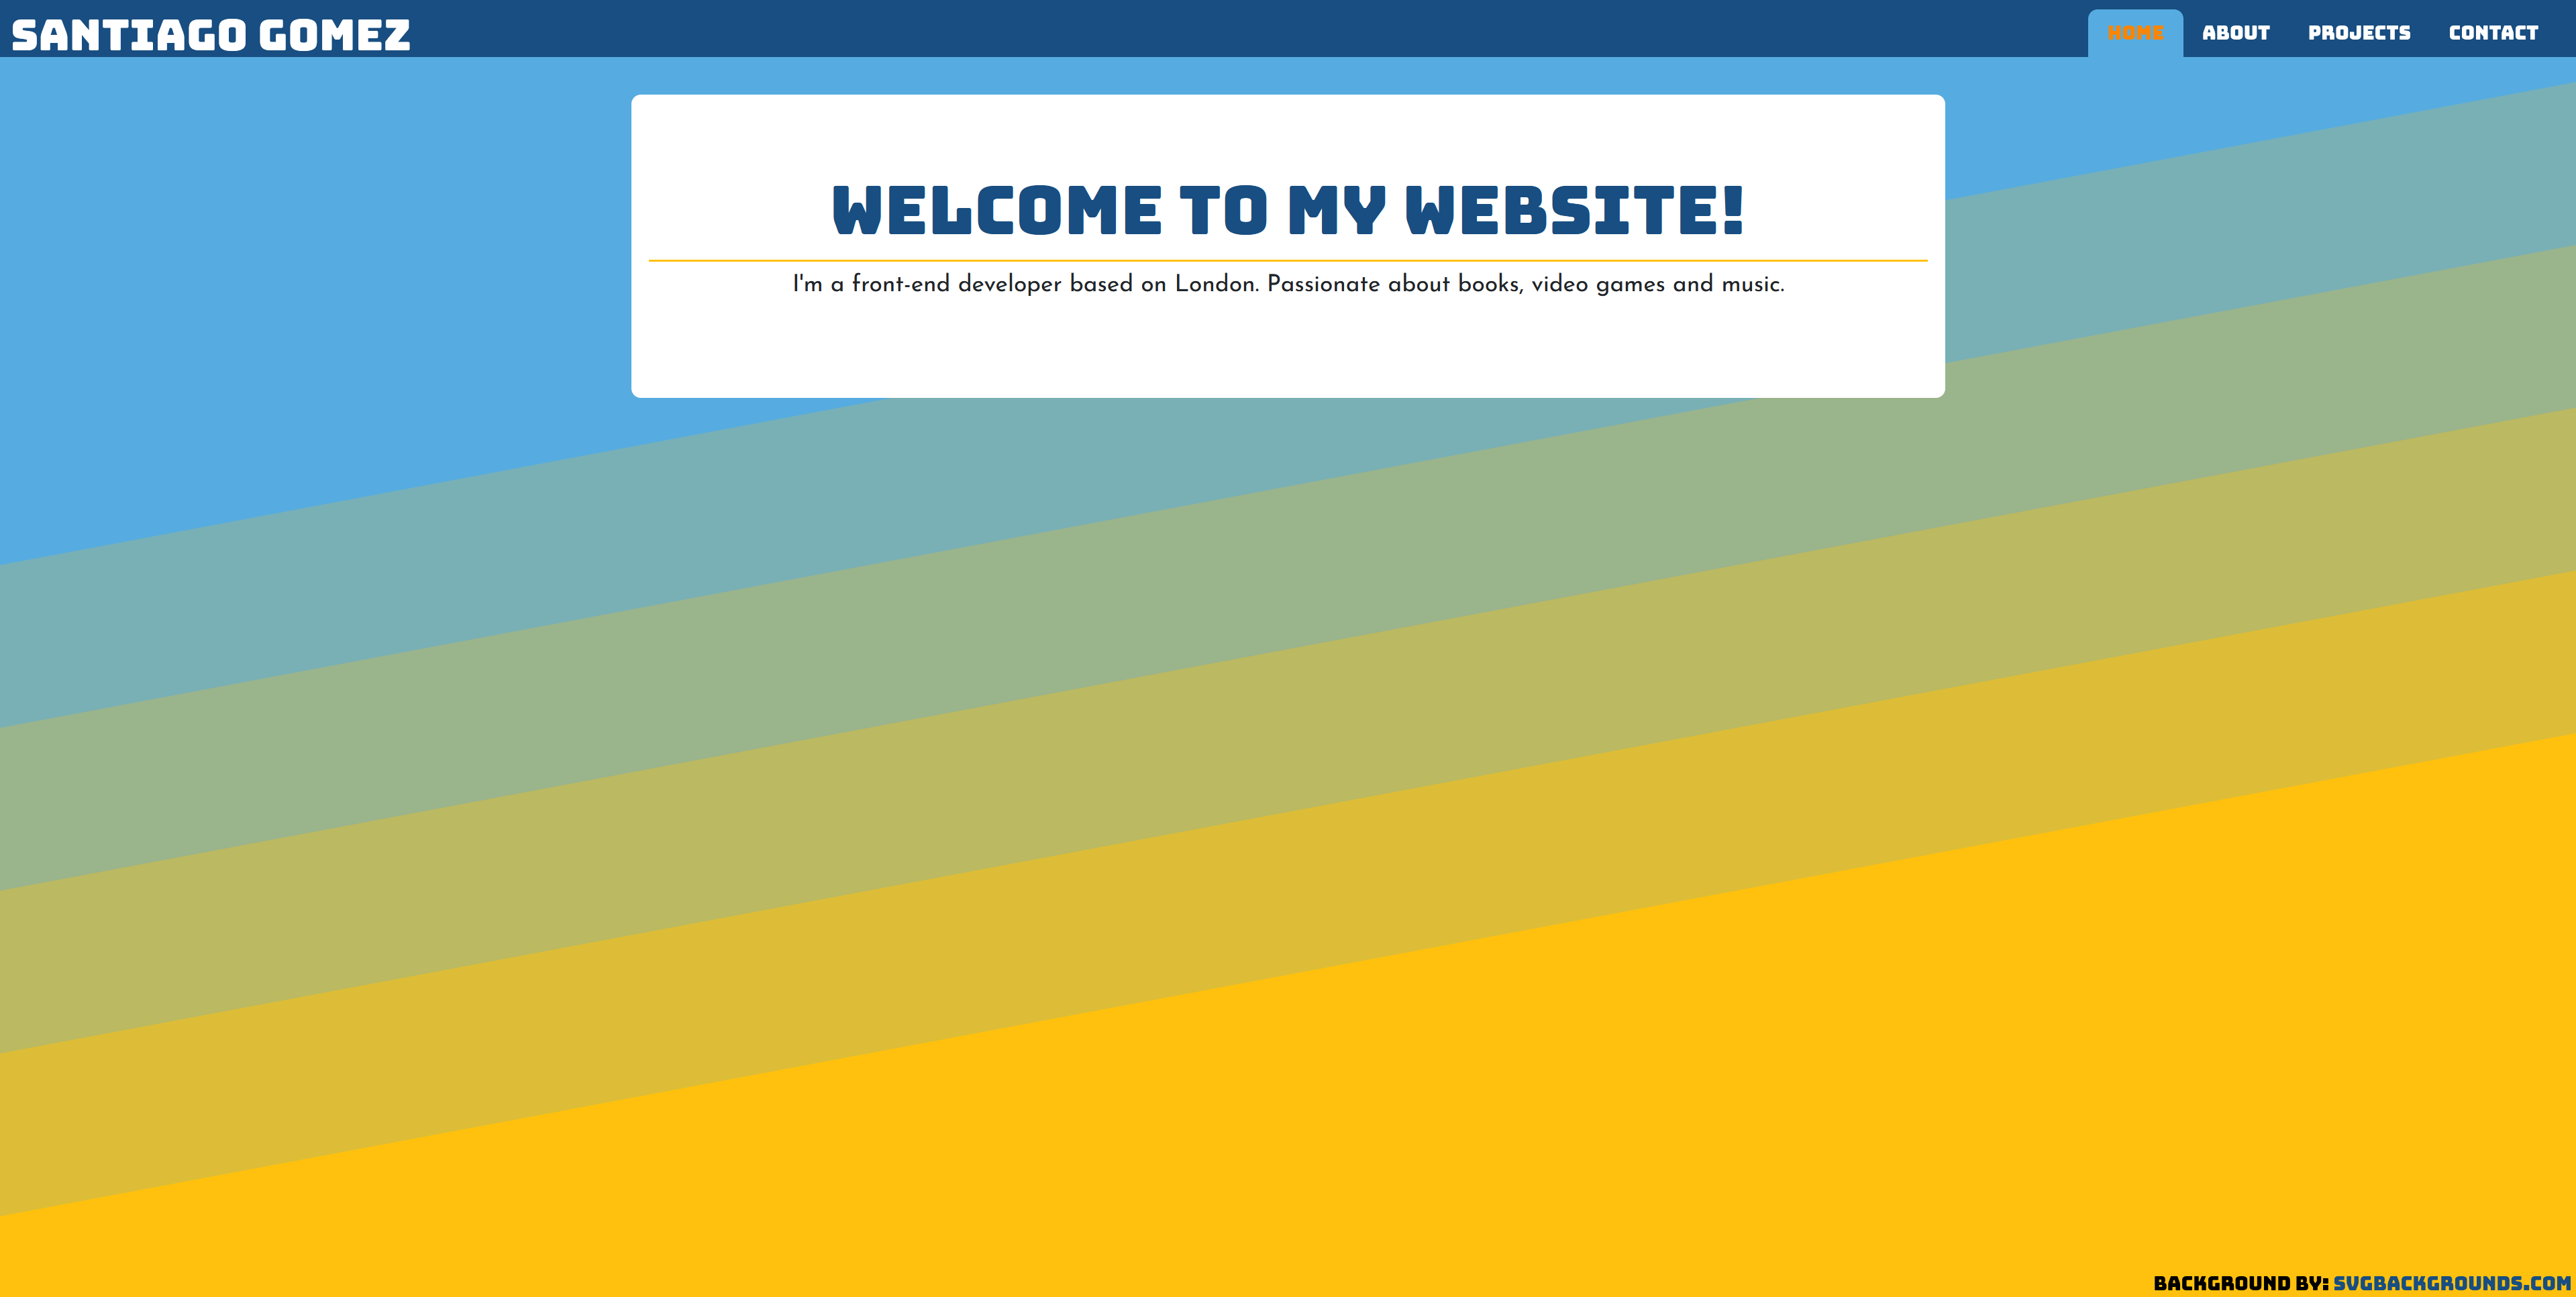 SANTIAGO GOMEZ
HOME ABOUT PROJECTS CONTACT
WELCOME TO MY WEBSITE!
I'm a front-end developer based on London. Passionate about books, video games and music.
BACKGROUND BY: SVGBACKGROUNDS.COM